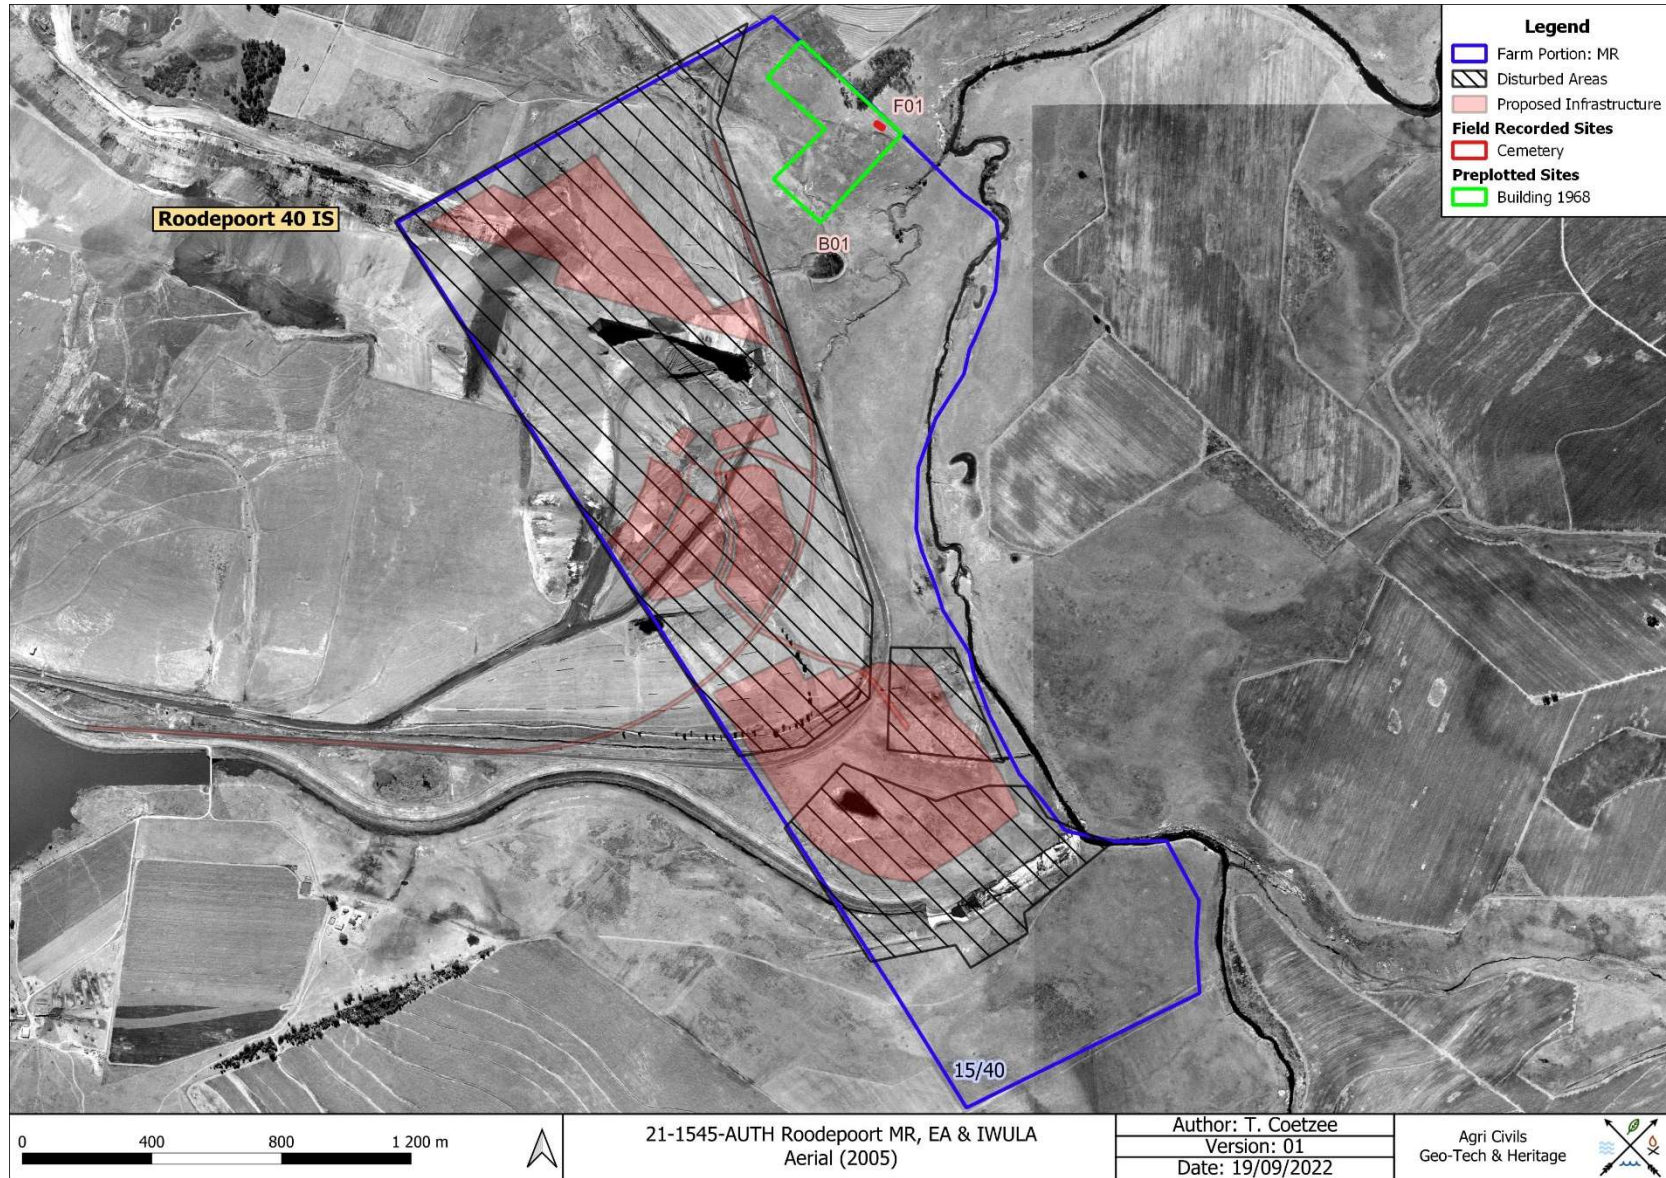 Legend
Farm Portion: MR
Disturbed Areas
Proposed Infrastructure
Field Recorded Sites
Cemetery
Preplotted Sites
Building 1968
F01
Roodepoort 40 IS
B01
15/40
0 400 800 1 200 m
21-1545-AUTH Roodepoort MR, EA & IWULA
Aerial (2005)
Author: T. Coetzee
Version: 01
Date: 19/09/2022
Agri Civils
Geo-Tech & Heritage